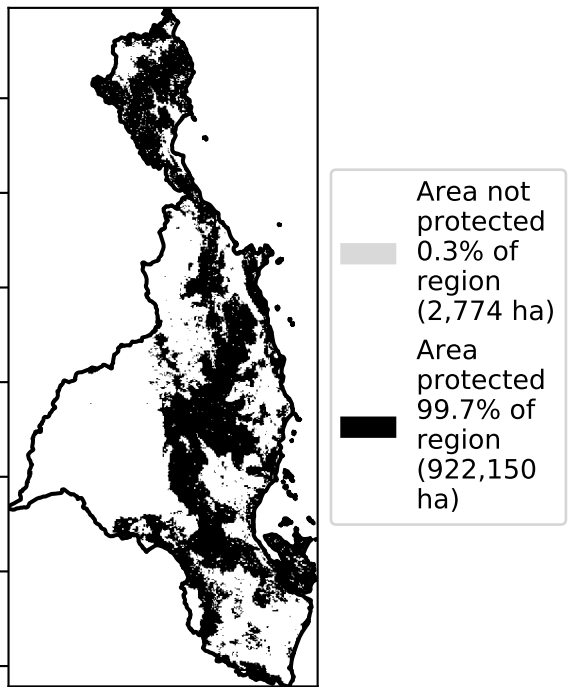 Area not
protected
0.3% of
region
(2,774 ha)
Area
protected
99.7% of
region
(922,150
ha)